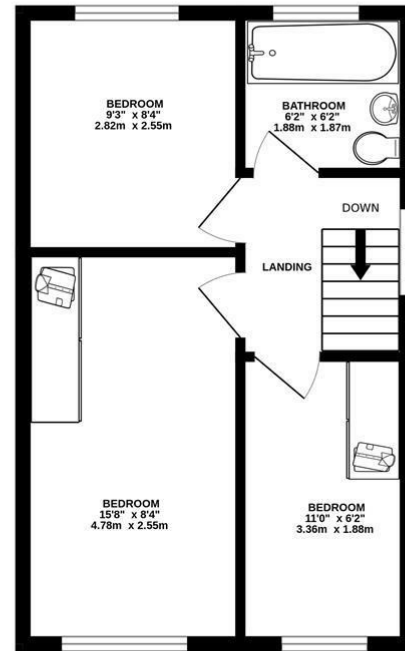 BEDROOM
9'3" x 8'4"
2.82m x 2.55m
BATHROOM
6'2" x 6'2"
1.88m x 1.87m
DOWN
LANDING
BEDROOM
15'8" x 8'4"
4.78m x 2.55m
BEDROOM
11'0" x 6'2"
3.36m x 1.88m